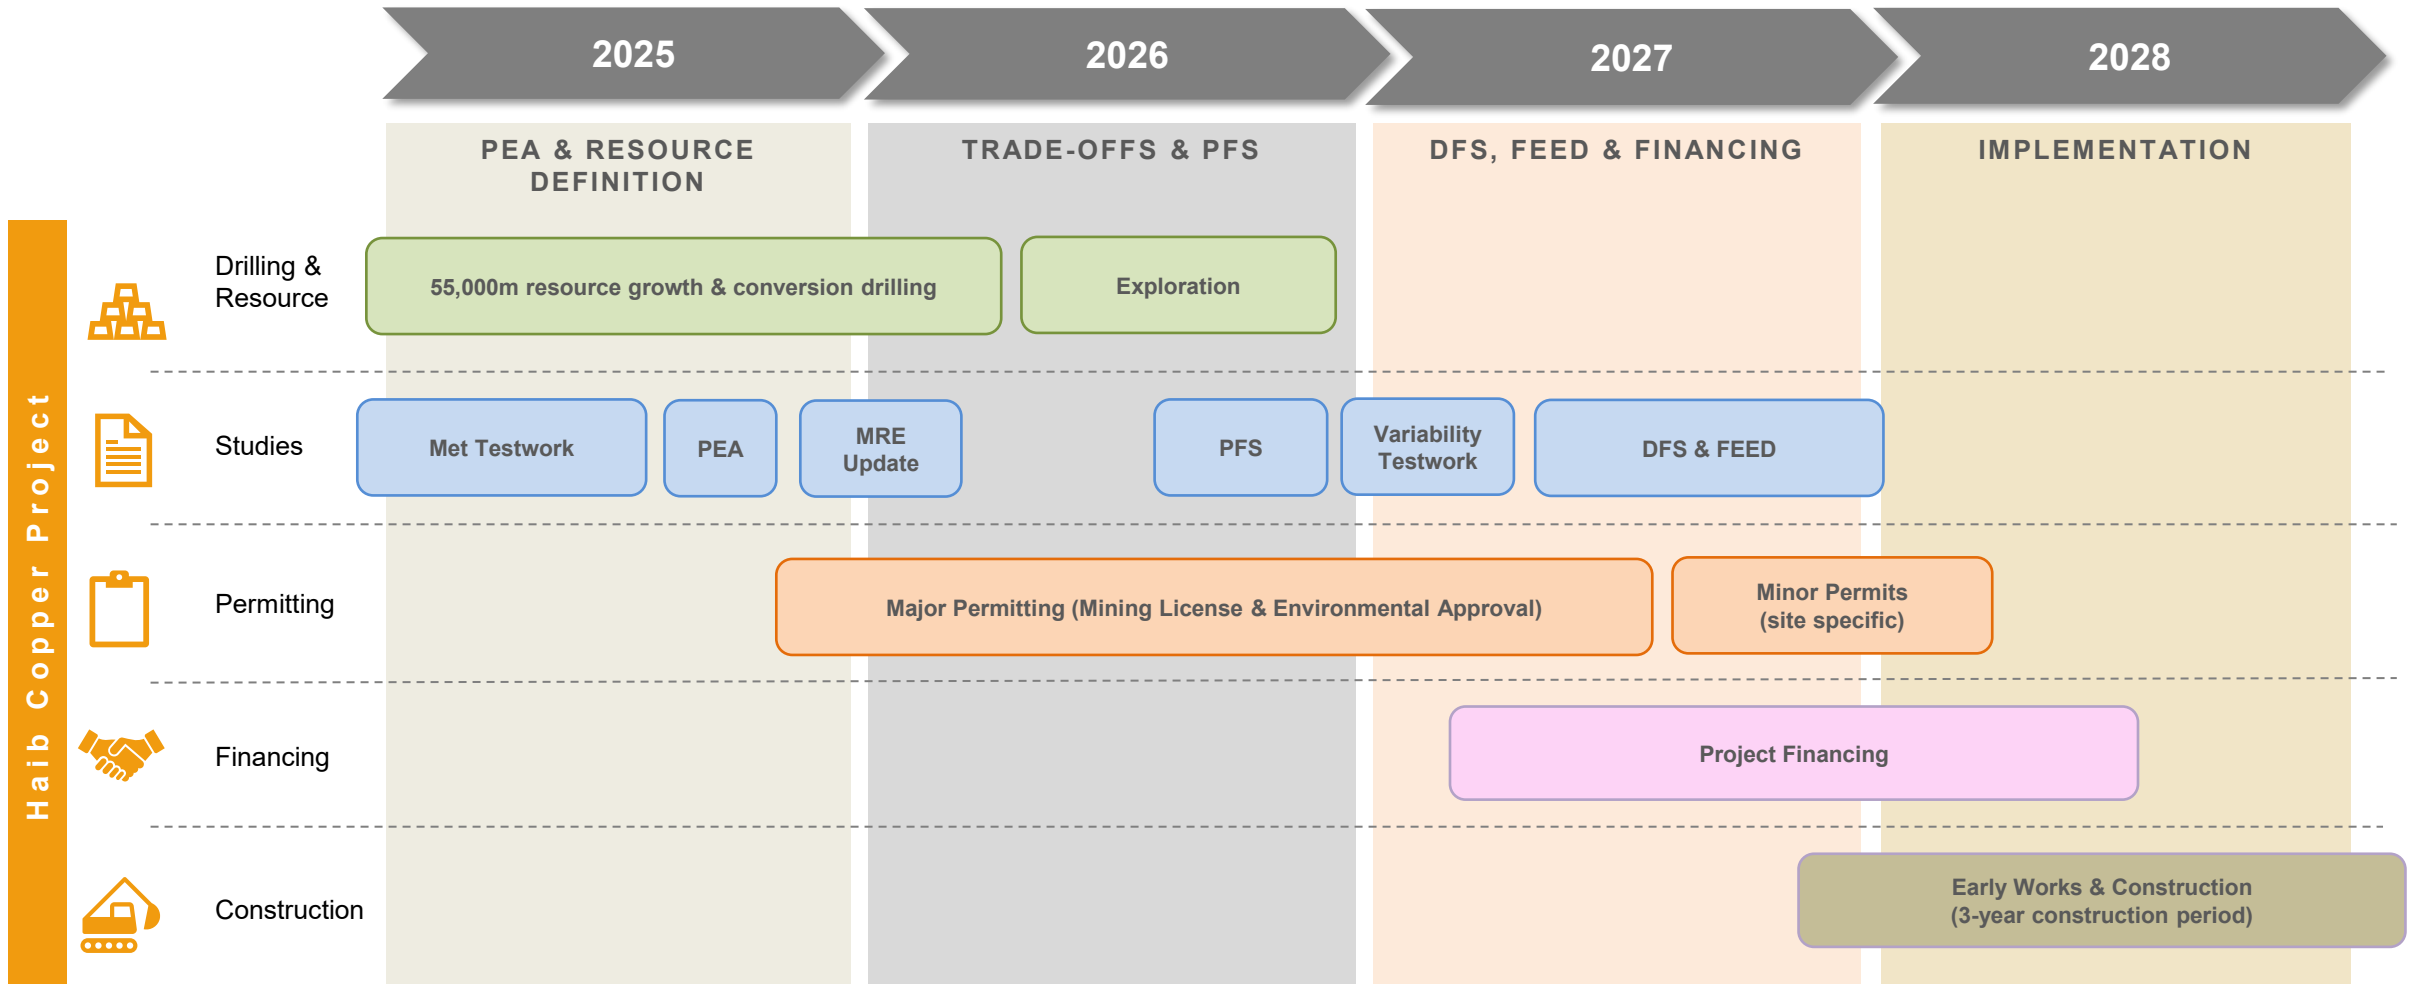 2025
2026
2027
2028
PEA & RESOURCE
DEFINITION
TRADE-OFFS & PFS
DFS, FEED & FINANCING
IMPLEMENTATION
Haib Copper Project
Drilling &
Resource
55,000m resource growth & conversion drilling
Exploration
Studies
Met Testwork
PEA
MRE
Update
PFS
Variability
Testwork
DFS & FEED
Permitting
Major Permitting (Mining License & Environmental Approval)
Minor Permits
(site specific)
Financing
Project Financing
Construction
Early Works & Construction
(3-year construction period)